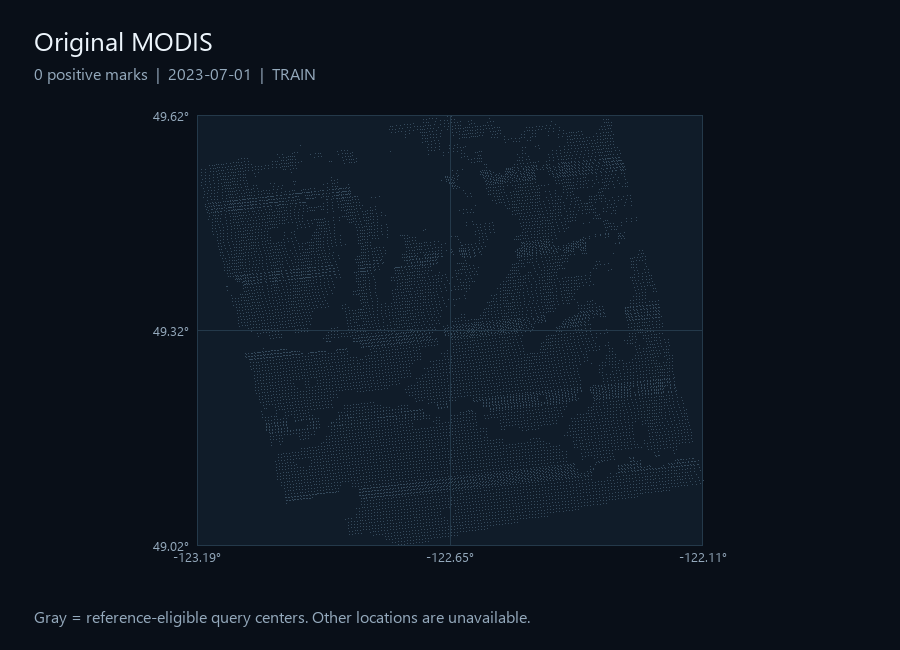 Original MODIS
0 positive marks | 2023-07-01 | TRAIN
49.62°
49.32°
49.02°
-123.19°
-122.65°
-122.11°
Gray = reference-eligible query centers. Other locations are unavailable.